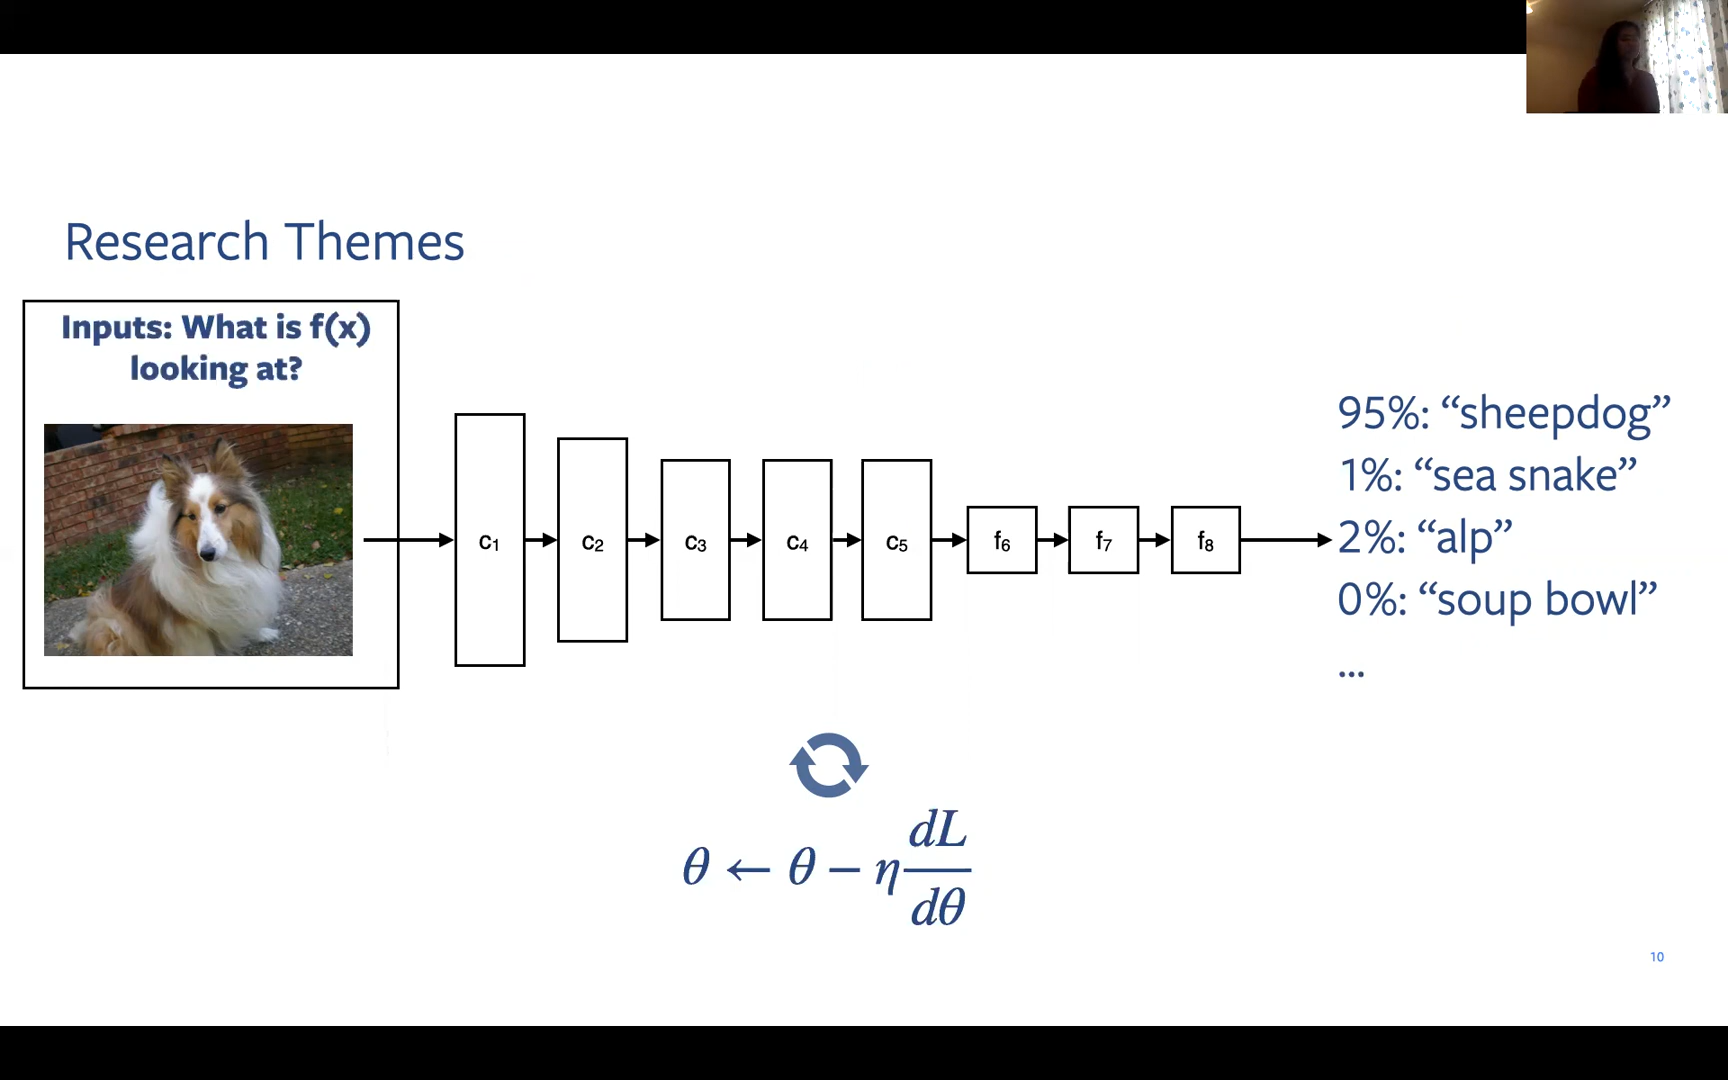 Research Themes
Inputs: What is f(x)
looking at?
c₁ c₂ c₃ c₄ c₅ f₆ f₇ f₈
95%: “sheepdog”
1%: “sea snake”
2%: “alp”
0%: “soup bowl”
...
θ ← θ − η dL/dθ
10